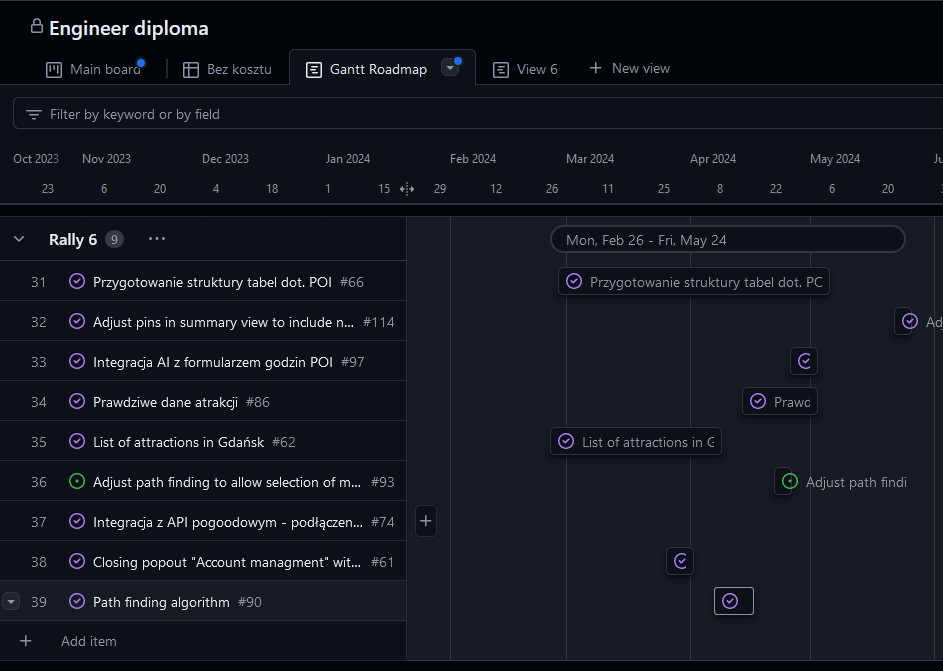 Engineer diploma
Main board
Bez kosztu
Gantt Roadmap
View 6
New view
Filter by keyword or by field
Oct 2023 Nov 2023 Dec 2023 Jan 2024 Feb 2024 Mar 2024 Apr 2024 May 2024 Ju
23 6 20 4 18 1 15 29 12 26 11 25 8 22 6 20
Rally 6 9 ...
Mon, Feb 26 - Fri, May 24
31 Przygotowanie struktury tabel dot. POI #66
Przygotowanie struktury tabel dot. PC
32 Adjust pins in summary view to include n... #114
Ad
33 Integracja AI z formularzem godzin POI #97
34 Prawdziwe dane atrakcji #86
Prawd
35 List of attractions in Gdańsk #62
List of attractions in G
36 Adjust path finding to allow selection of m... #93
Adjust path findi
37 Integracja z API pogoodowym - podłączen... #74
38 Closing popout "Account managment" wit... #61
39 Path finding algorithm #90
Add item